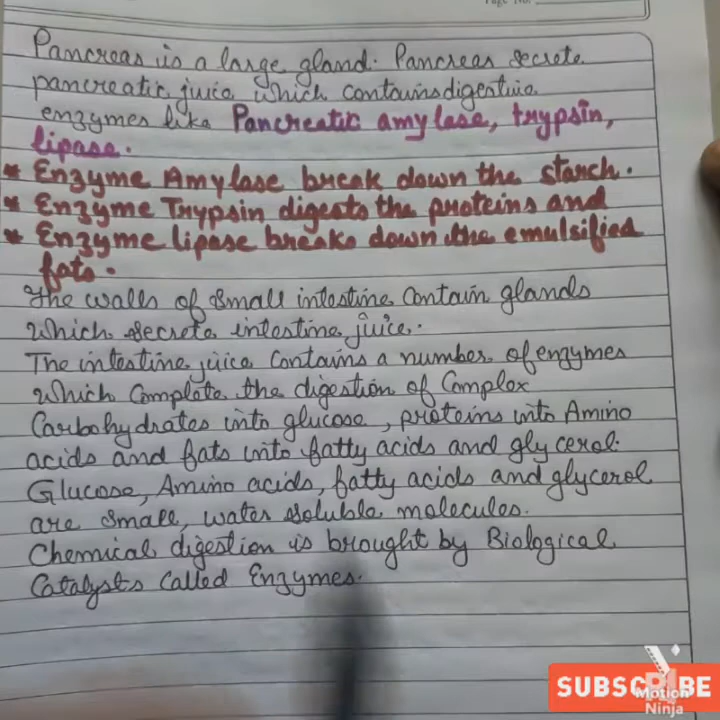 Page No:
Pancreas is a large gland. Pancreas secrete
pancreatic juice which contains digestive
enzymes like Pancreatic amylase, trypsin,
lipase.
* Enzyme Amylase break down the starch.
* Enzyme Trypsin digests the proteins and
* Enzyme lipase breaks down the emulsified
fats.
The walls of small intestine contain glands
which secrete intestine juice.
The intestine juice contains a number of enzymes
which complete the digestion of Complex
Carbohydrates into glucose, proteins into Amino
acids and fats into fatty acids and glycerol.
Glucose, Amino acids, fatty acids and glycerol
are small, water soluble molecules.
Chemical digestion is brought by Biological
Catalysts called Enzymes.
SUBSCRIBE
Motion
Ninja